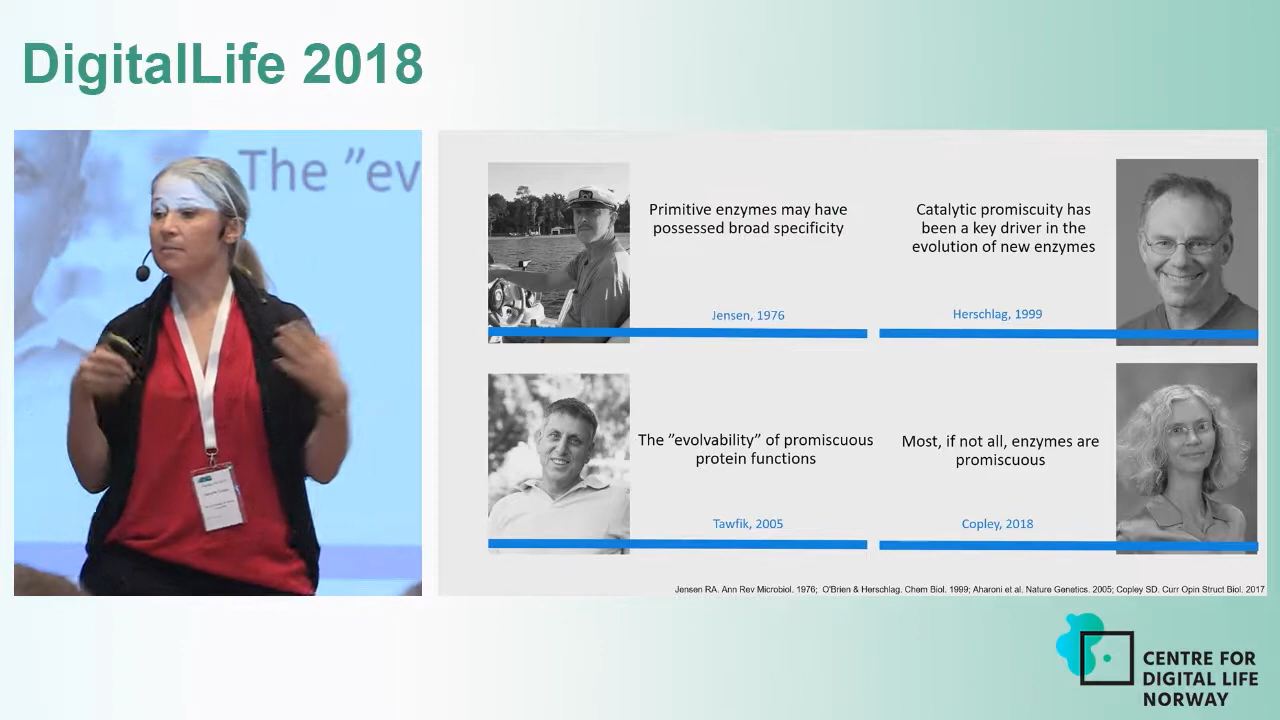 DigitalLife 2018
The ”ev
Primitive enzymes may have
possessed broad specificity
Jensen, 1976
Catalytic promiscuity has
been a key driver in the
evolution of new enzymes
Herschlag, 1999
The ”evolvability” of promiscuous
protein functions
Tawfik, 2005
Most, if not all, enzymes are
promiscuous
Copley, 2018
Jensen RA. Ann Rev Microbiol. 1976; O'Brien & Herschlag. Chem Biol. 1999; Aharoni et al. Nature Genetics. 2005; Copley SD. Curr Opin Struct Biol. 2017
CENTRE FOR
DIGITAL LIFE
NORWAY